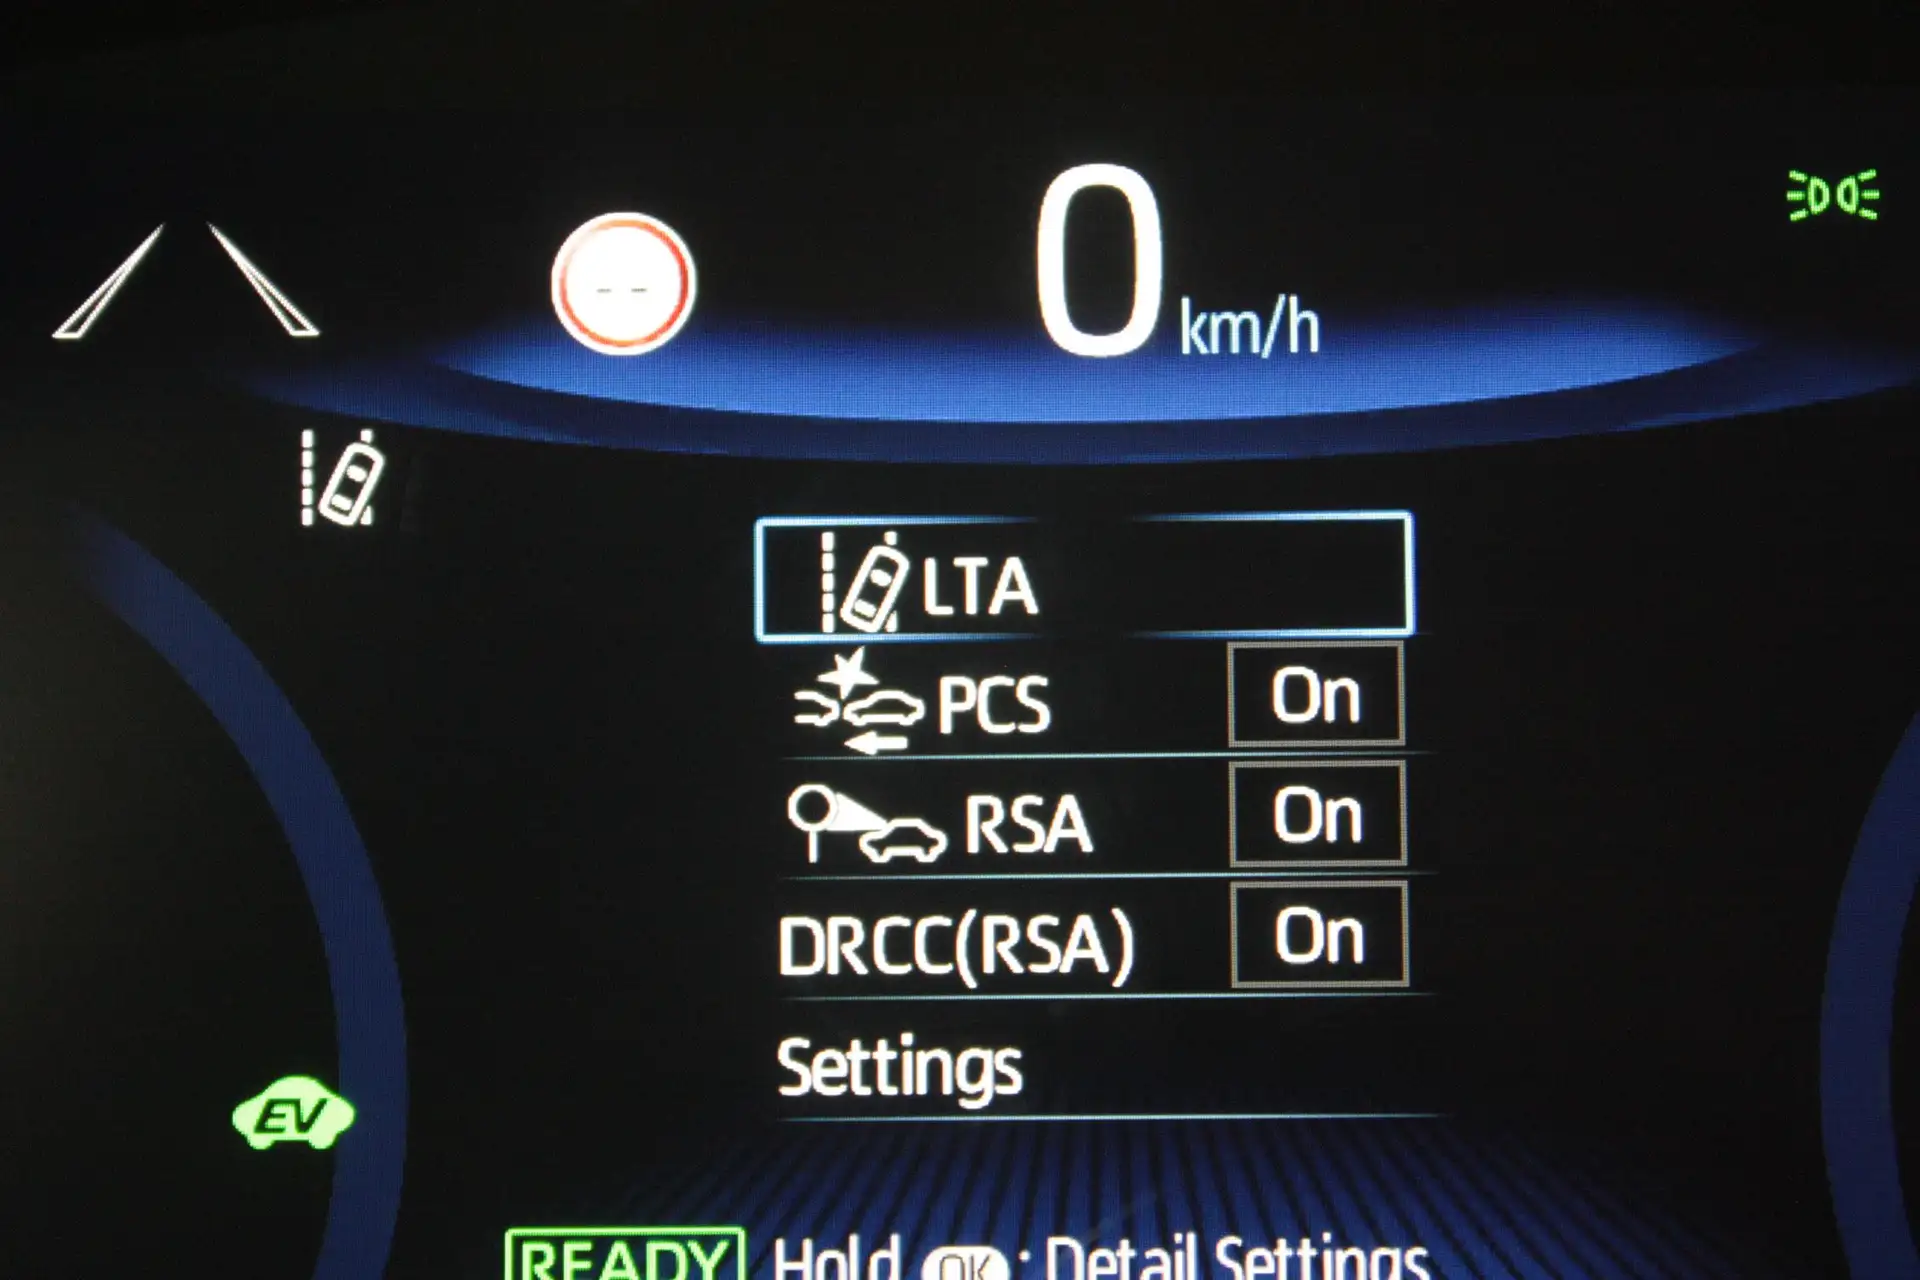 -- 
0 km/h
LTA
PCS On
RSA On
DRCC(RSA) On
Settings
EV
READY Hold OK : Detail Settings